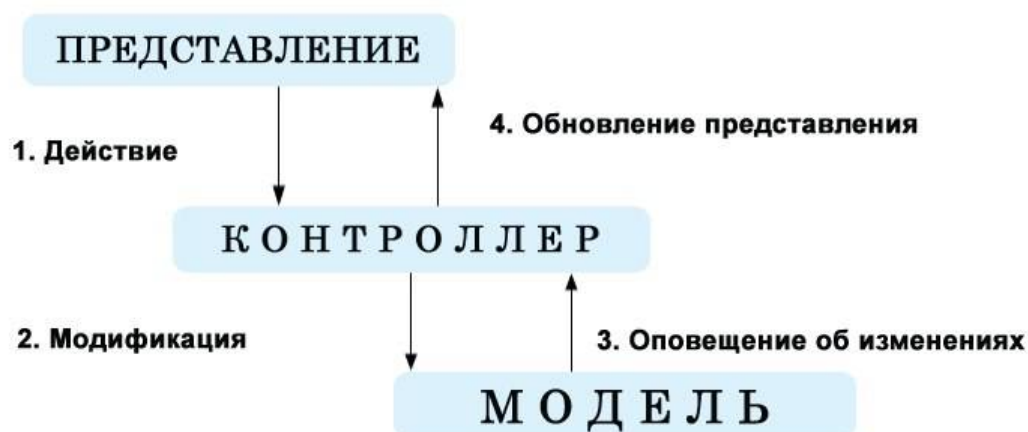 ПРЕДСТАВЛЕНИЕ
4. Обновление представления
1. Действие
КОНТРОЛЛЕР
2. Модификация
3. Оповещение об изменениях
МОДЕЛЬ